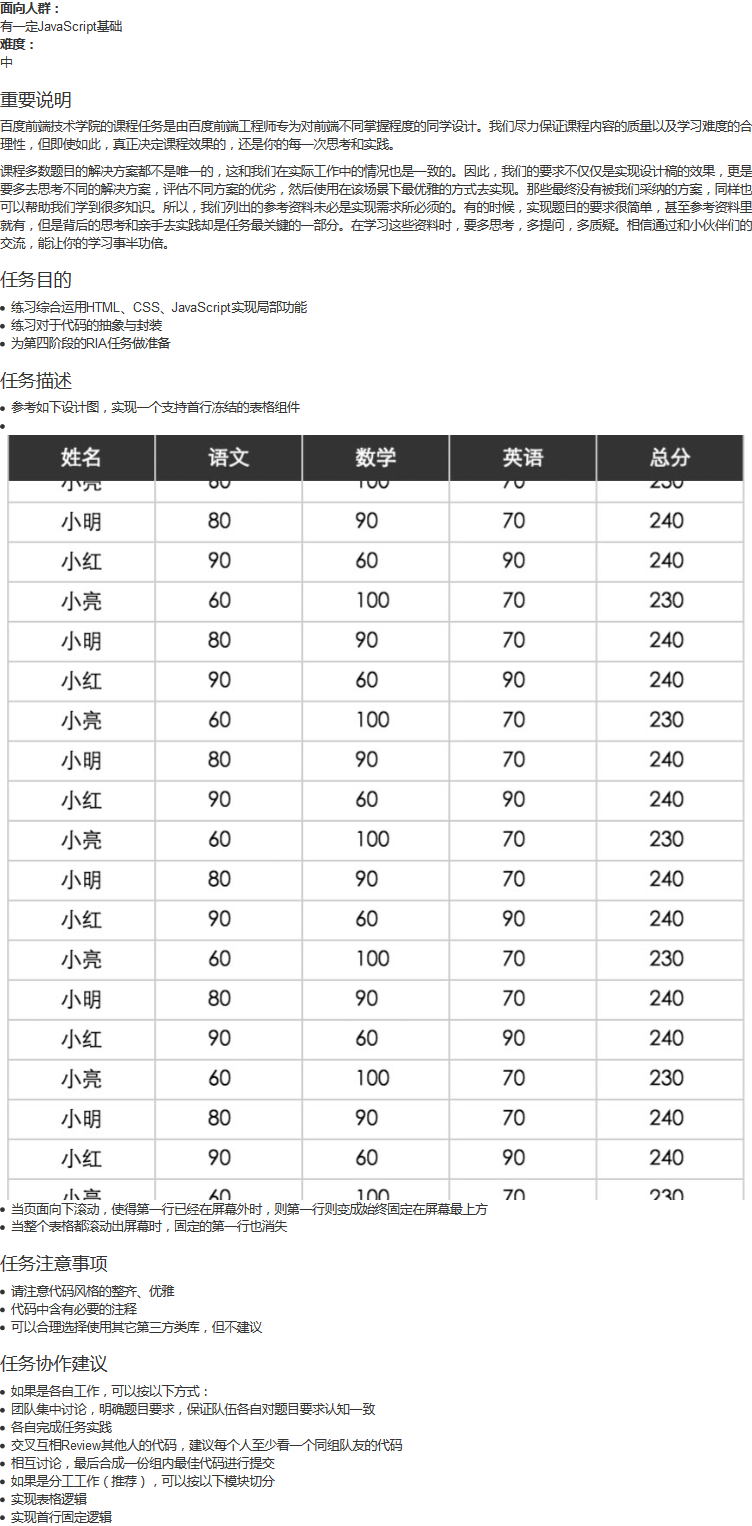 面向人群：
有一定JavaScript基础
难度：
中
重要说明
百度前端技术学院的课程任务是由百度前端工程师专为对前端不同掌握程度的同学设计。我们尽力保证课程内容的质量以及学习难度的合
理性，但即使如此，真正决定课程效果的，还是你的每一次思考和实践。
课程多数题目的解决方案都不是唯一的，这和我们在实际工作中的情况也是一致的。因此，我们的要求不仅仅是实现设计稿的效果，更是
要多去思考不同的解决方案，评估不同方案的优劣，然后使用在该场景下最优雅的方式去实现。那些最终没有被我们采纳的方案，同样也
可以帮助我们学到很多知识。所以，我们列出的参考资料未必是实现需求所必须的。有的时候，实现题目的要求很简单，甚至参考资料里
就有，但是背后的思考和亲手去实践却是任务最关键的一部分。在学习这些资料时，要多思考，多提问，多质疑。相信通过和小伙伴们的
交流，能让你的学习事半功倍。
任务目的
练习综合运用HTML、CSS、JavaScript实现局部功能
练习对于代码的抽象与封装
为第四阶段的RIA任务做准备
任务描述
参考如下设计图，实现一个支持首行冻结的表格组件
姓名 语文 数学 英语 总分
小亮 60 100 70 230
小明 80 90 70 240
小红 90 60 90 240
小亮 60 100 70 230
小明 80 90 70 240
小红 90 60 90 240
小亮 60 100 70 230
小明 80 90 70 240
小红 90 60 90 240
小亮 60 100 70 230
小明 80 90 70 240
小红 90 60 90 240
小亮 60 100 70 230
小明 80 90 70 240
小红 90 60 90 240
小亮 60 100 70 230
小明 80 90 70 240
小红 90 60 90 240
小亮 60 100 70 230
当页面向下滚动，使得第一行已经在屏幕外时，则第一行则变成始终固定在屏幕最上方
当整个表格都滚动出屏幕时，固定的第一行也消失
任务注意事项
请注意代码风格的整齐、优雅
代码中含有必要的注释
可以合理选择使用其它第三方类库，但不建议
任务协作建议
如果是各自工作，可以按以下方式：
团队集中讨论，明确题目要求，保证队伍各自对题目要求认知一致
各自完成任务实践
交叉互相Review其他人的代码，建议每个人至少看一个同组队友的代码
相互讨论，最后合成一份组内最佳代码进行提交
如果是分工工作（推荐），可以按以下模块切分
实现表格逻辑
实现首行固定逻辑